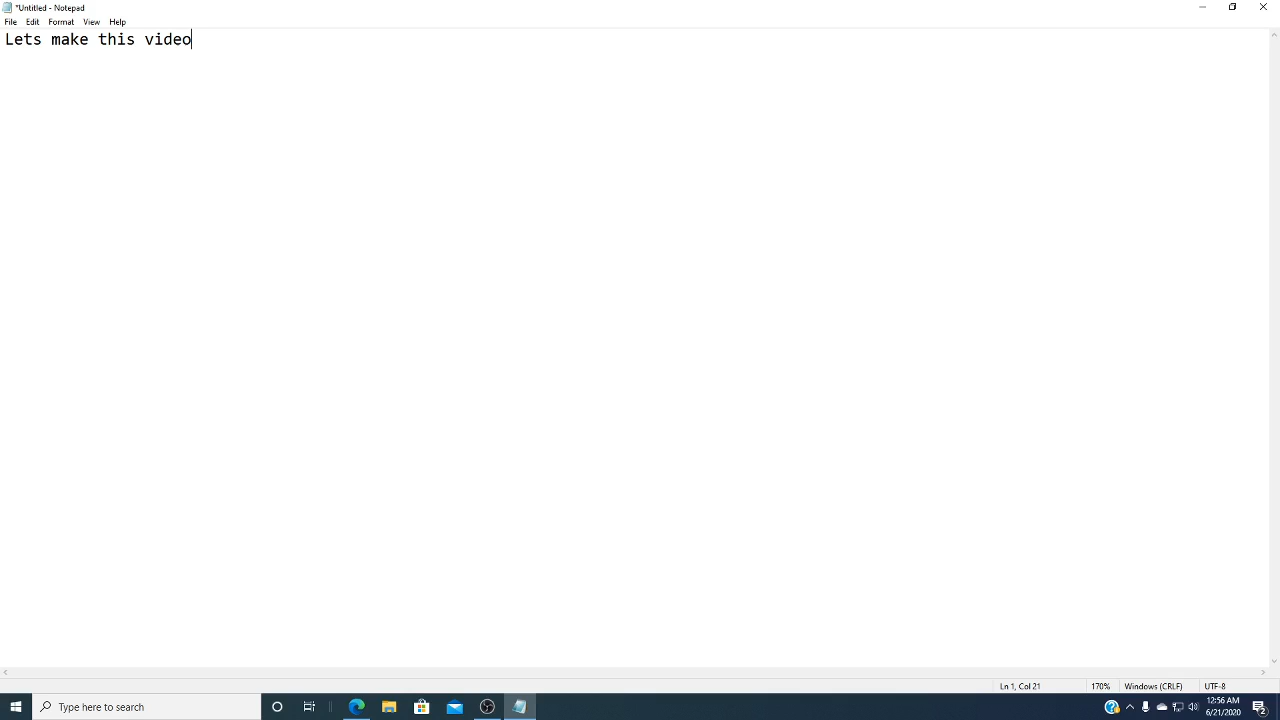 *Untitled - Notepad
File Edit Format View Help
Lets make this video
Ln 1, Col 21 170% Windows (CRLF) UTF-8
Type here to search
12:56 AM
6/21/2020
2